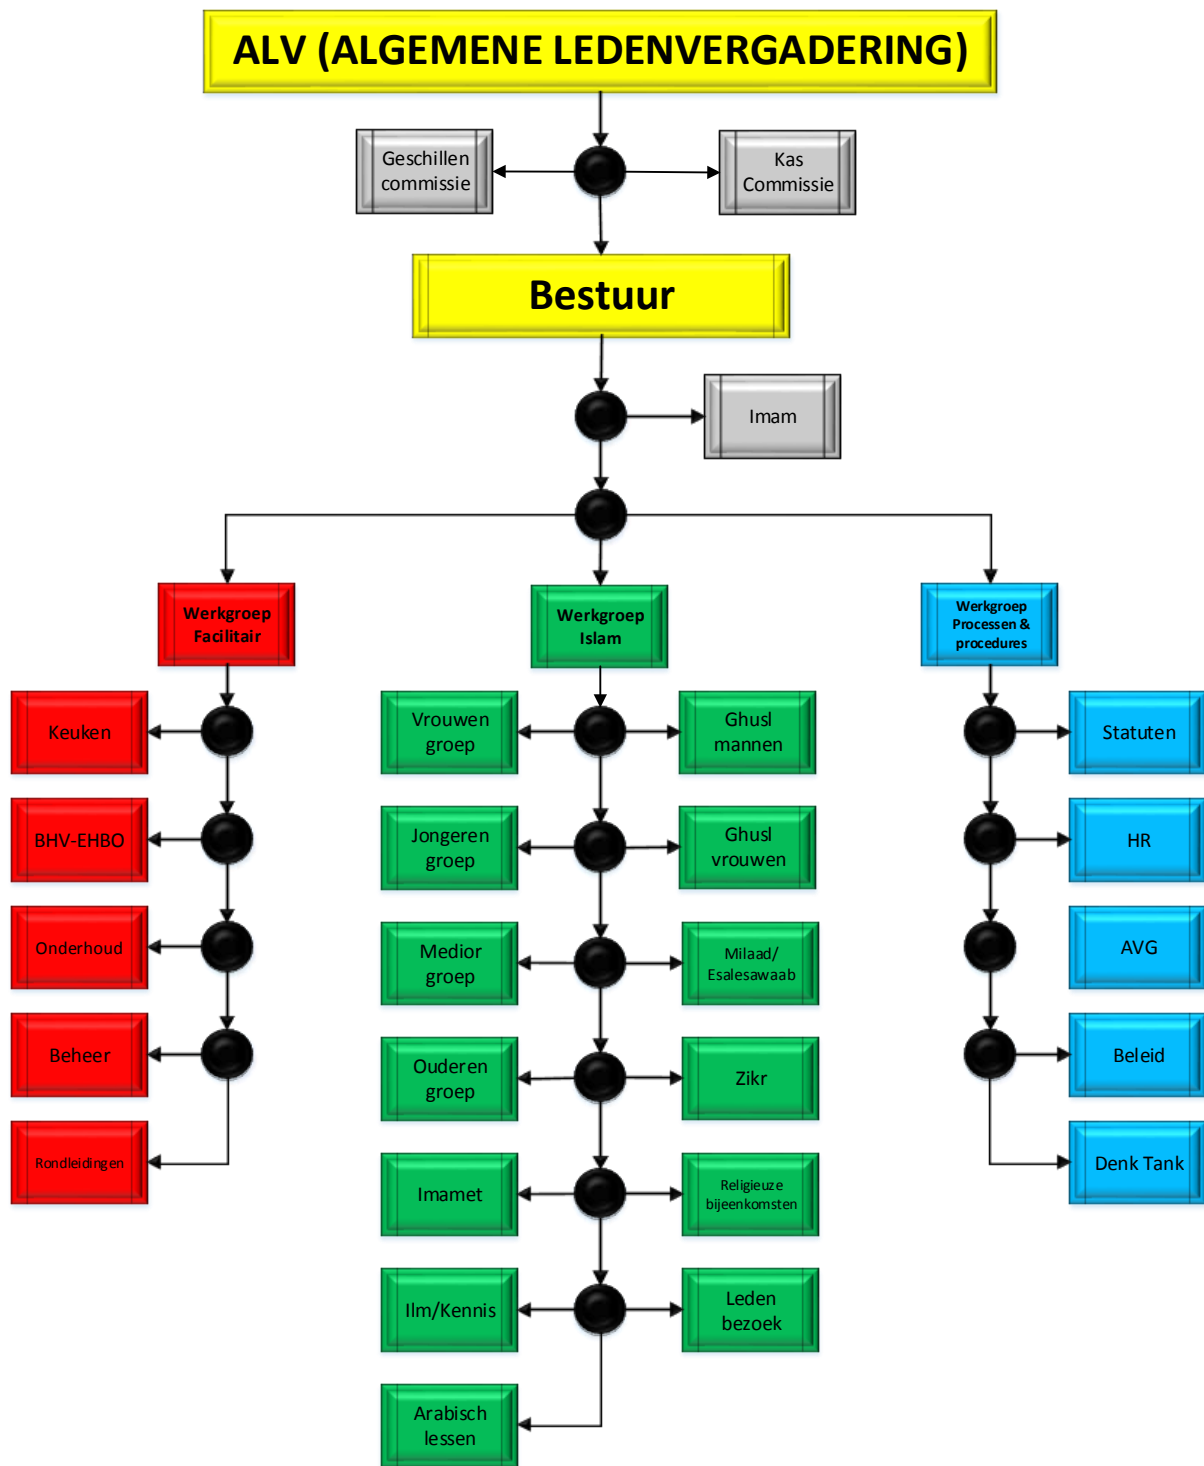 ALV (ALGEMENE LEDENVERGADERING)
Geschillen
commissie
Kas
Commissie
Bestuur
Imam
Werkgroep
Facilitair
Werkgroep
Islam
Werkgroep
Processen &
procedures
Keuken
Vrouwen
groep
Ghusl
mannen
Statuten
BHV-EHBO
Jongeren
groep
Ghusl
vrouwen
HR
Onderhoud
Medior
groep
Milaad/
Esalesawaab
AVG
Beheer
Ouderen
groep
Zikr
Beleid
Rondleidingen
Imamet
Religieuze
bijeenkomsten
Denk Tank
Ilm/Kennis
Leden
bezoek
Arabisch
lessen